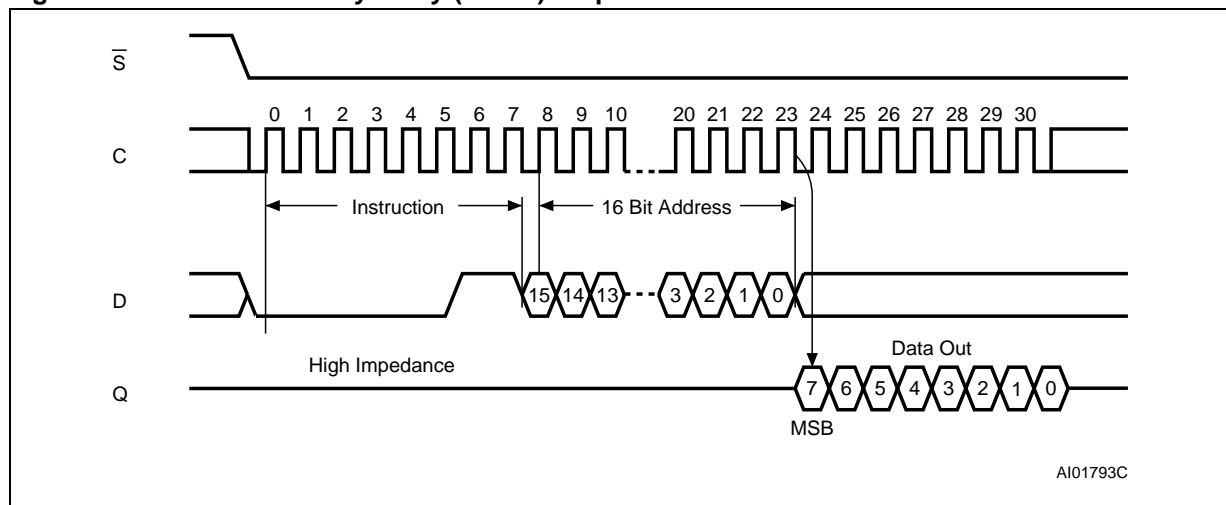 S
0 1 2 3 4 5 6 7 8 9 10 20 21 22 23 24 25 26 27 28 29 30
C
Instruction 16 Bit Address
D
15 14 13 3 2 1 0
High Impedance Data Out
Q
7 6 5 4 3 2 1 0
MSB
AI01793C